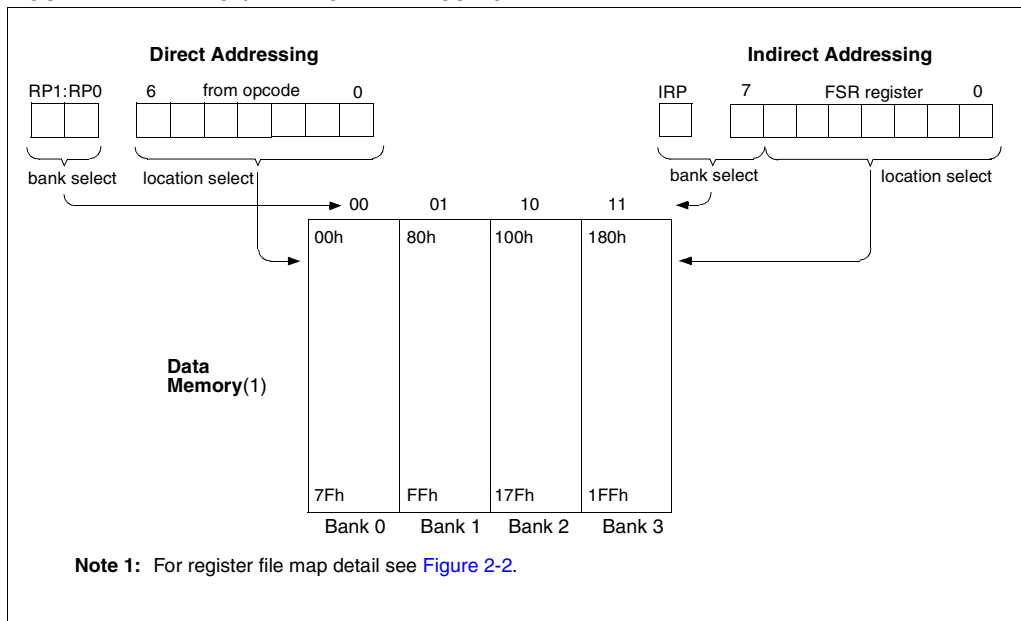 Direct Addressing
Indirect Addressing
RP1:RP0 6 from opcode 0
IRP 7 FSR register 0
bank select location select
bank select location select
00 01 10 11
00h 80h 100h 180h
Data
Memory(1)
7Fh FFh 17Fh 1FFh
Bank 0 Bank 1 Bank 2 Bank 3
Note 1: For register file map detail see Figure 2-2.